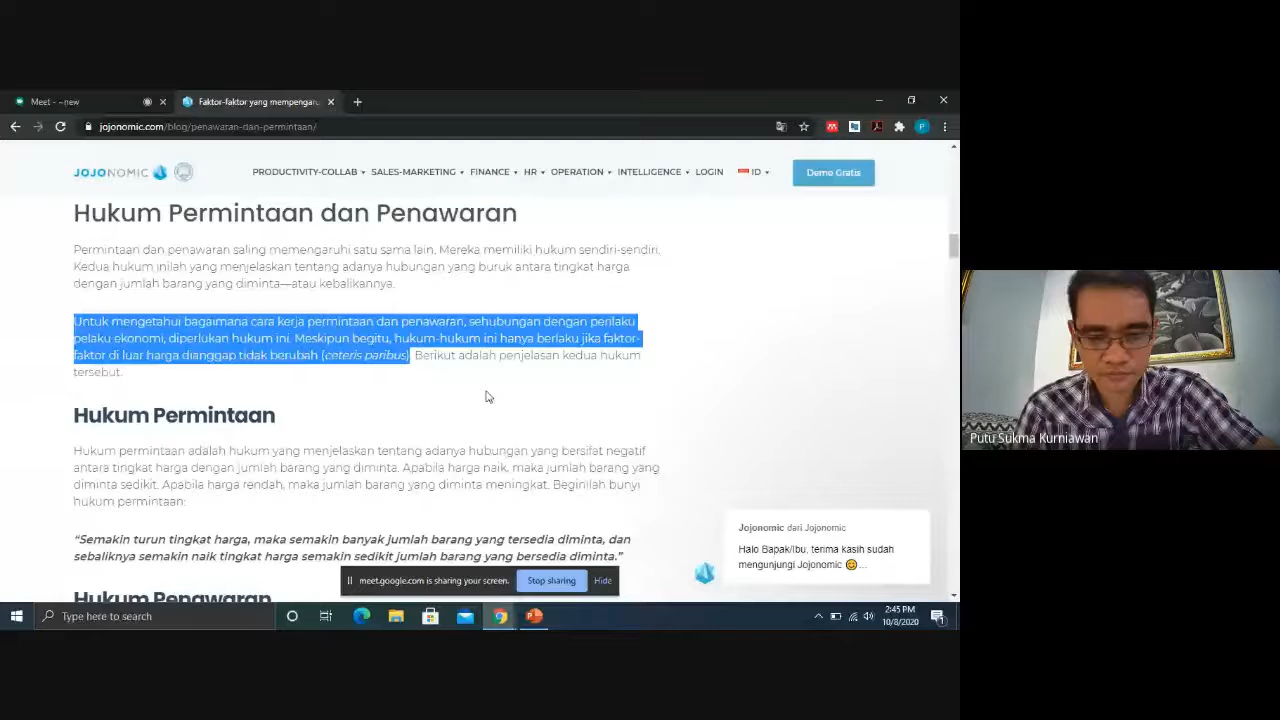 Meet - ~new
Faktor-faktor yang mempengaru
jojonomic.com/blog/penawaran-dan-permintaan/
JOJONOMIC
PRODUCTIVITY-COLLAB
SALES-MARKETING
FINANCE
HR
OPERATION
INTELLIGENCE
LOGIN
ID
Demo Gratis
Hukum Permintaan dan Penawaran
Permintaan dan penawaran saling memengaruhi satu sama lain. Mereka memiliki hukum sendiri-sendiri.
Kedua hukum inilah yang menjelaskan tentang adanya hubungan yang buruk antara tingkat harga
dengan jumlah barang yang diminta—atau kebalikannya.
Untuk mengetahui bagaimana cara kerja permintaan dan penawaran, sehubungan dengan perilaku
pelaku ekonomi, diperlukan hukum ini. Meskipun begitu, hukum-hukum ini hanya berlaku jika faktor-
faktor di luar harga dianggap tidak berubah (ceteris paribus). Berikut adalah penjelasan kedua hukum
tersebut.
Hukum Permintaan
Hukum permintaan adalah hukum yang menjelaskan tentang adanya hubungan yang bersifat negatif
antara tingkat harga dengan jumlah barang yang diminta. Apabila harga naik, maka jumlah barang yang
diminta sedikit. Apabila harga rendah, maka jumlah barang yang diminta meningkat. Beginilah bunyi
hukum permintaan:
“Semakin turun tingkat harga, maka semakin banyak jumlah barang yang tersedia diminta, dan
sebaliknya semakin naik tingkat harga semakin sedikit jumlah barang yang bersedia diminta.”
Hukum Penawaran
Jojonomic dari Jojonomic
Halo Bapak/Ibu, terima kasih sudah
mengunjungi Jojonomic 😊...
meet.google.com is sharing your screen.
Stop sharing
Hide
Type here to search
2:45 PM
10/8/2020
Putu Sukma Kurniawan